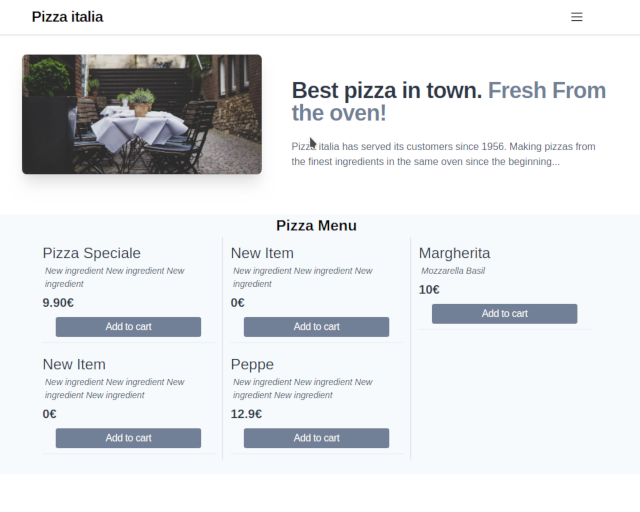 Pizza italia
Best pizza in town. Fresh From
the oven!
Pizza italia has served its customers since 1956. Making pizzas from
the finest ingredients in the same oven since the beginning...
Pizza Menu
Pizza Speciale
New ingredient New ingredient New
ingredient
9.90€
Add to cart
New Item
New ingredient New ingredient New
ingredient
0€
Add to cart
Margherita
Mozzarella Basil
10€
Add to cart
New Item
New ingredient New ingredient New
ingredient New ingredient
0€
Add to cart
Peppe
New ingredient New ingredient New
ingredient New ingredient
12.9€
Add to cart